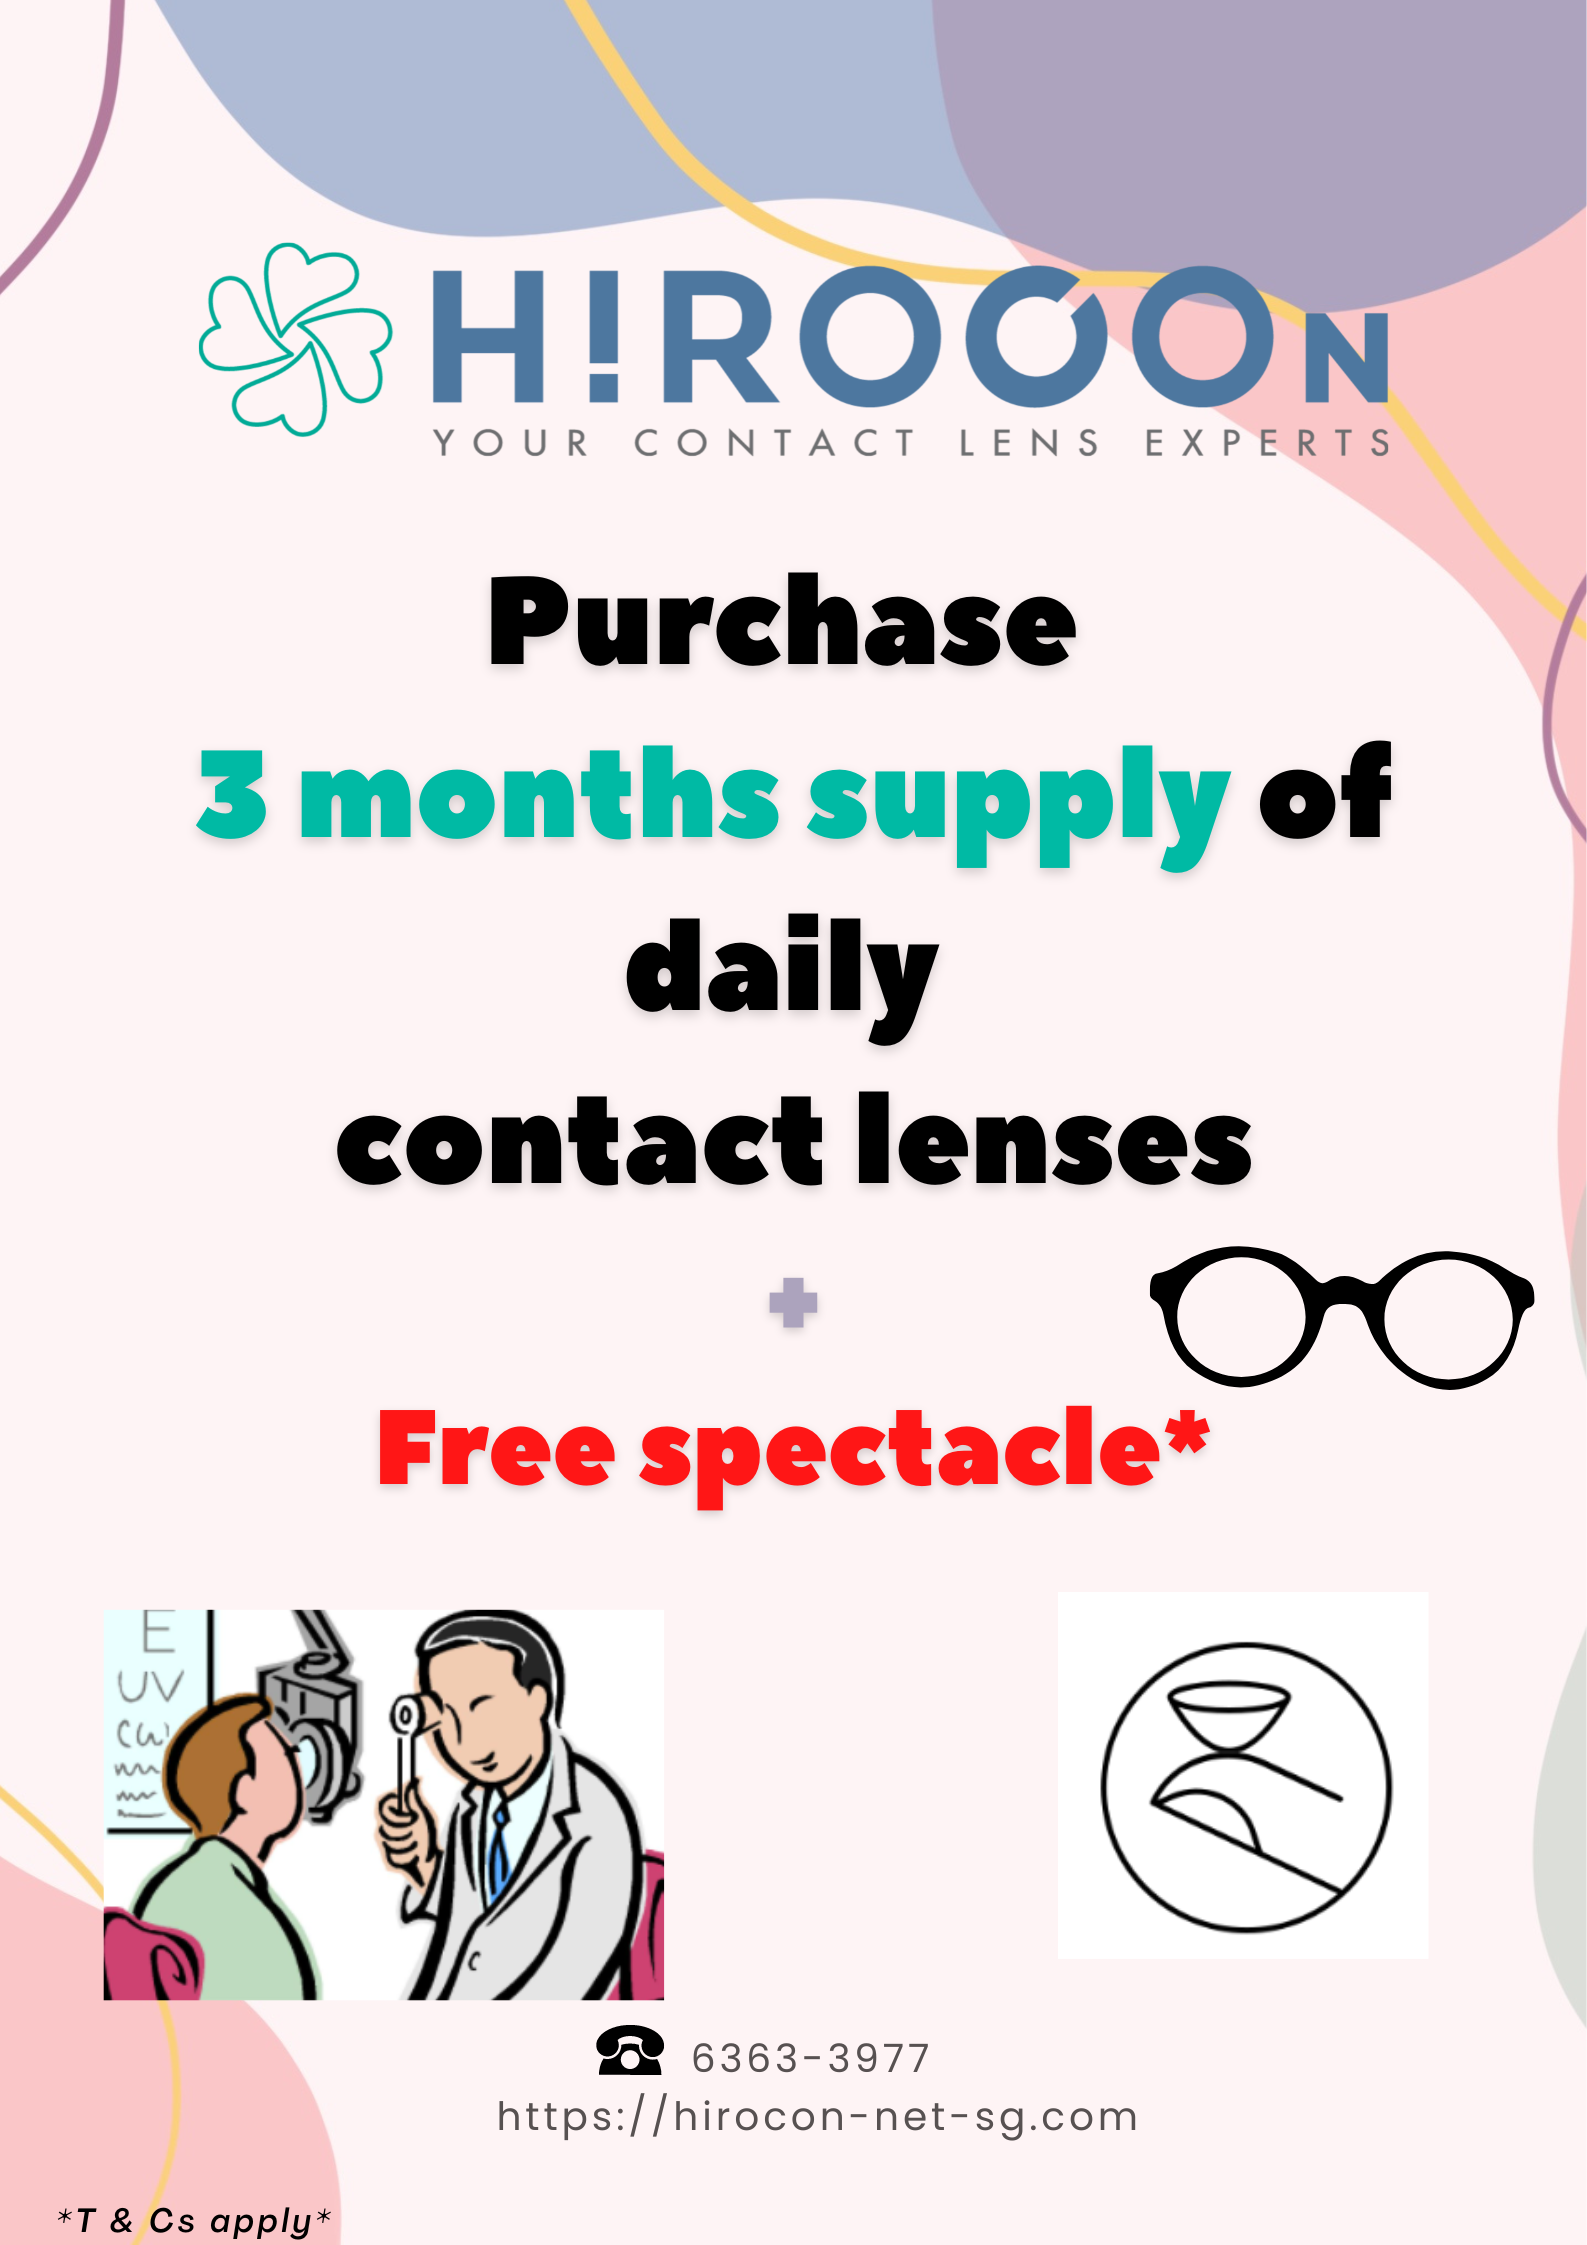 H!ROCON
YOUR CONTACT LENS EXPERTS
Purchase
3 months supply of
daily
contact lenses
+
Free spectacle*
E
UV
6363-3977
https://hirocon-net-sg.com
*T & Cs apply*